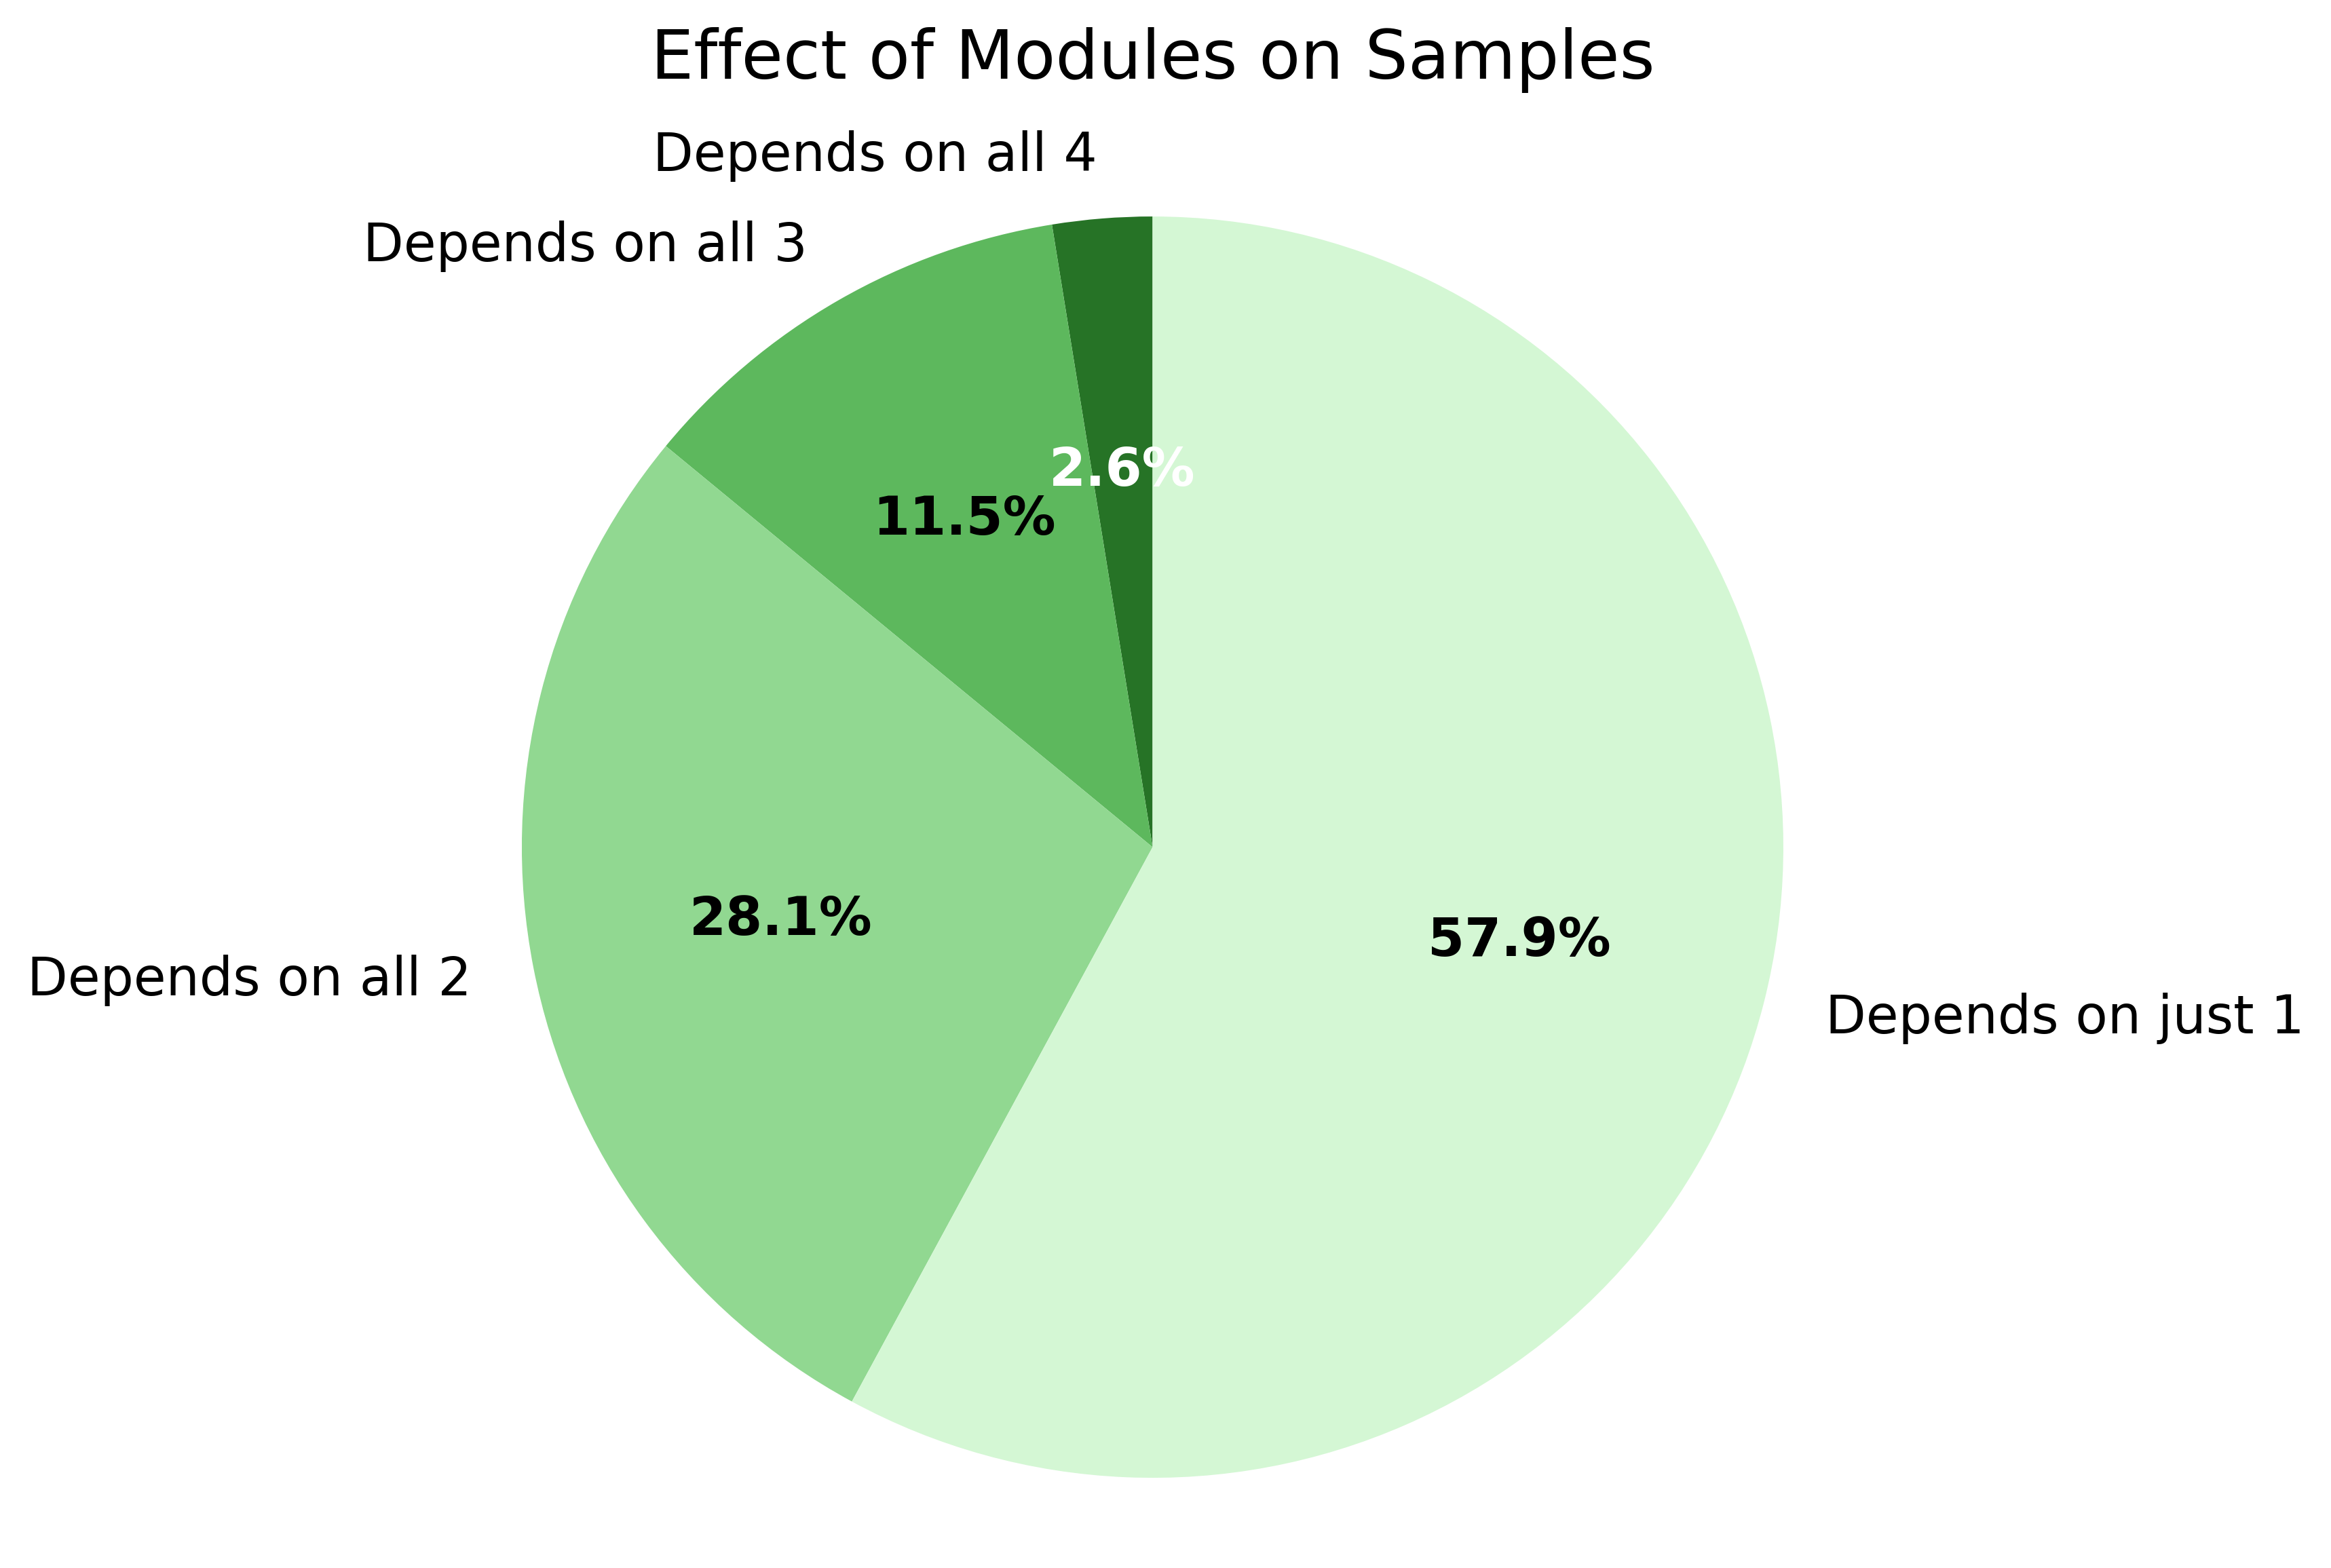 Effect of Modules on Samples
Depends on all 4
Depends on all 3
2.6%
11.5%
28.1%
57.9%
Depends on all 2
Depends on just 1